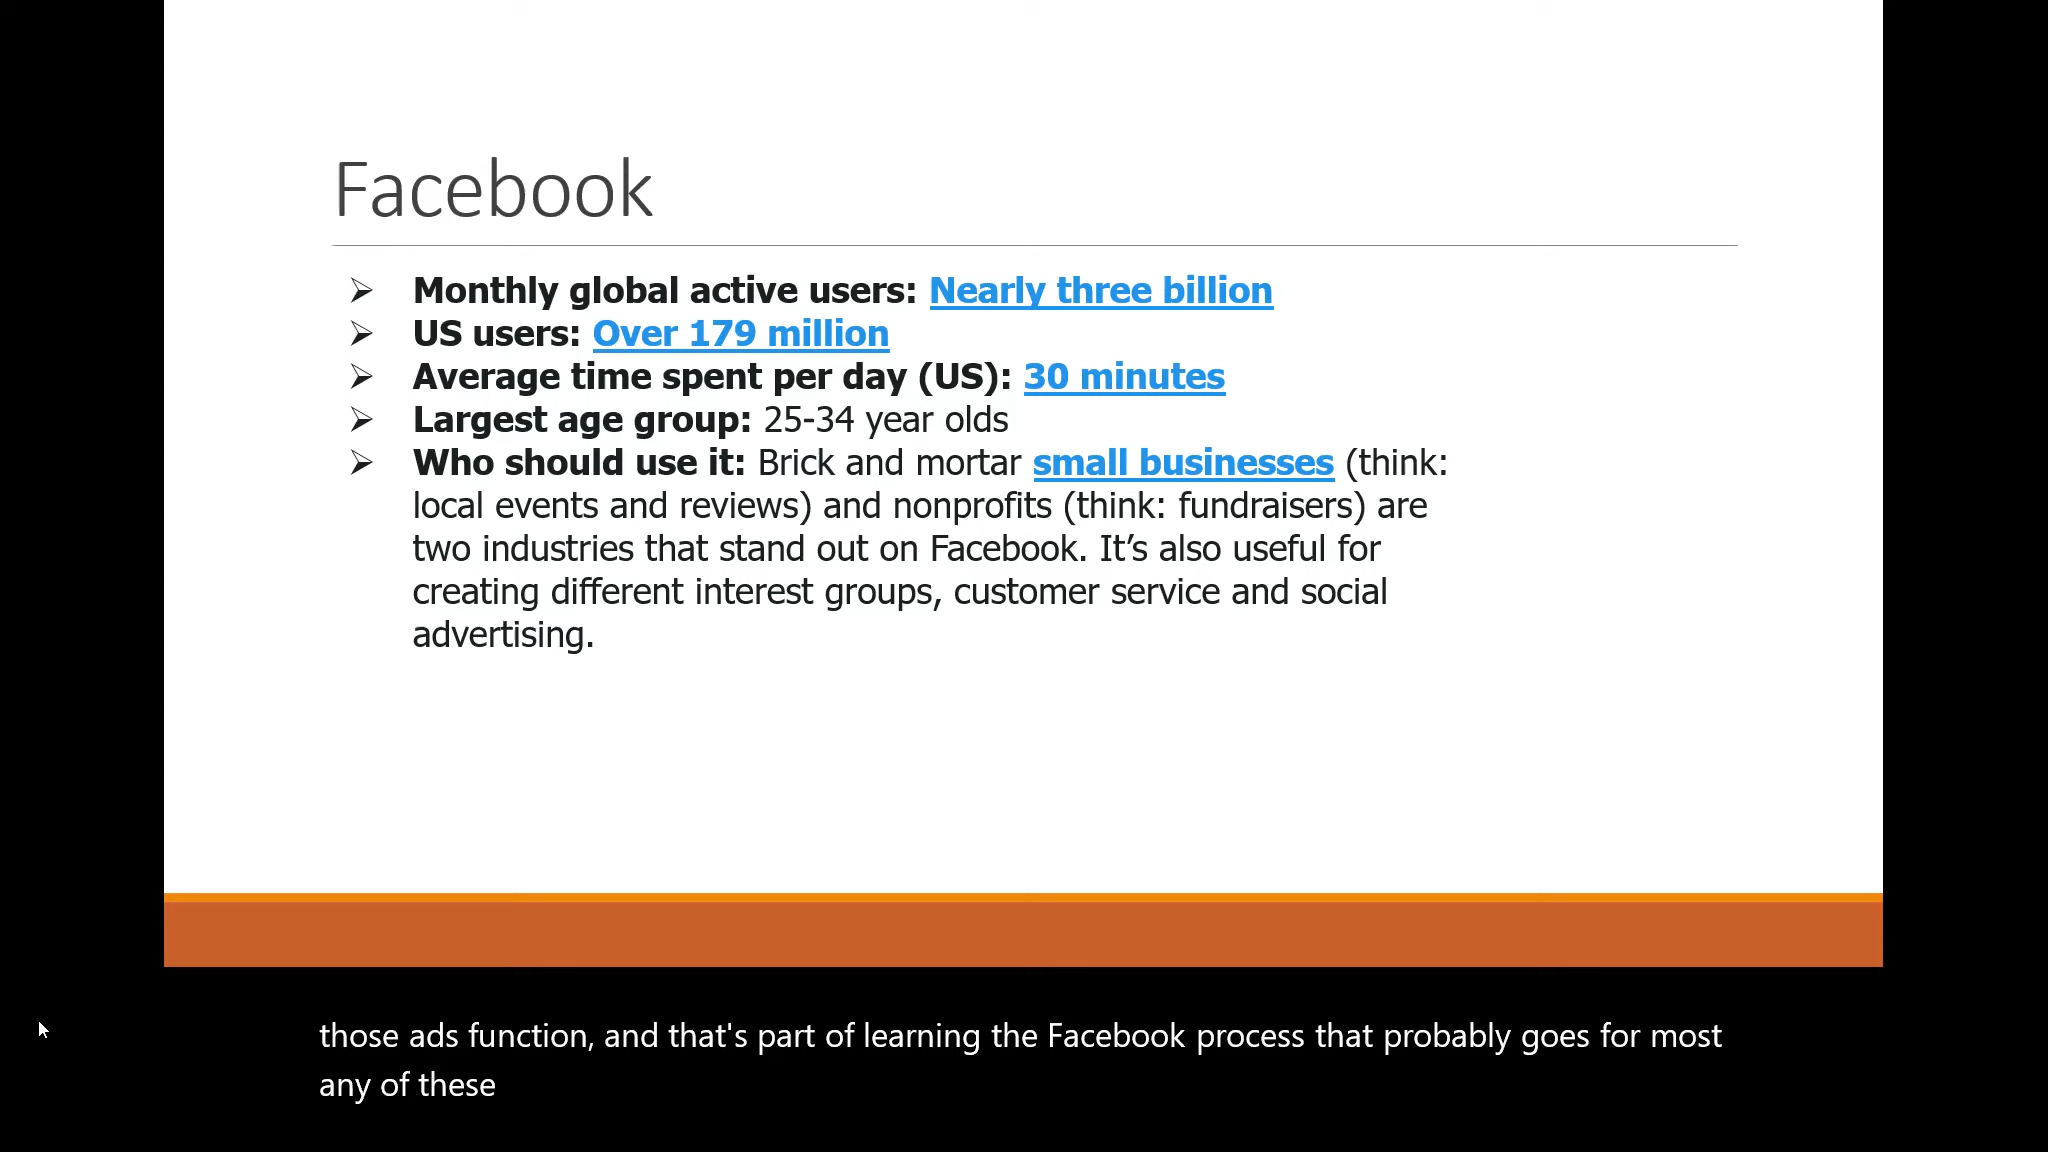 Facebook
➢ Monthly global active users: Nearly three billion
➢ US users: Over 179 million
➢ Average time spent per day (US): 30 minutes
➢ Largest age group: 25-34 year olds
➢ Who should use it: Brick and mortar small businesses (think:
local events and reviews) and nonprofits (think: fundraisers) are
two industries that stand out on Facebook. It’s also useful for
creating different interest groups, customer service and social
advertising.
those ads function, and that's part of learning the Facebook process that probably goes for most
any of these